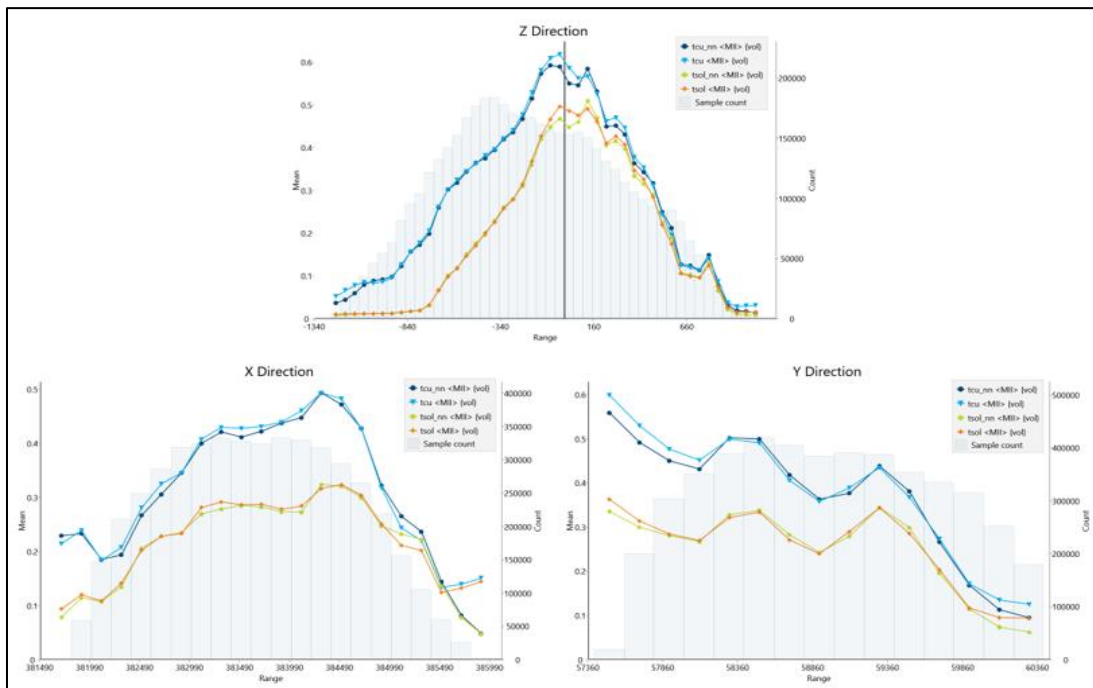 Z Direction
tcu_nn <MII> (vol)
tcu <MII> (vol)
tsol_nn <MII> (vol)
tsol <MII> (vol)
Sample count
0.6
0.5
0.4
0.3
0.2
0.1
0
Mean
200000
150000
100000
50000
0
Count
-1340 -840 -340 160 660
Range
X Direction
tcu_nn <MII> (vol)
tcu <MII> (vol)
tsol_nn <MII> (vol)
tsol <MII> (vol)
Sample count
0.5
0.4
0.3
0.2
0.1
0
Mean
400000
350000
300000
250000
200000
150000
100000
50000
0
Count
381490 381990 382490 382990 383490 383990 384490 384990 385490 385990
Range
Y Direction
tcu_nn <MII> (vol)
tcu <MII> (vol)
tsol_nn <MII> (vol)
tsol <MII> (vol)
Sample count
0.6
0.5
0.4
0.3
0.2
0.1
0
Mean
500000
400000
300000
200000
100000
0
Count
57360 57860 58360 58860 59360 59860 60360
Range